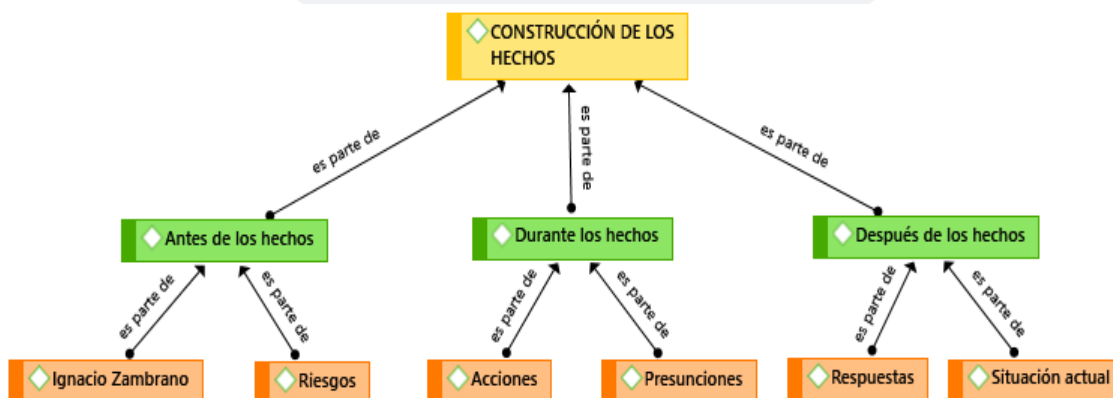 CONSTRUCCIÓN DE LOS
HECHOS
es parte de
es parte de
es parte de
Antes de los hechos
Durante los hechos
Después de los hechos
es parte de
es parte de
es parte de
es parte de
es parte de
es parte de
Ignacio Zambrano
Riesgos
Acciones
Presunciones
Respuestas
Situación actual